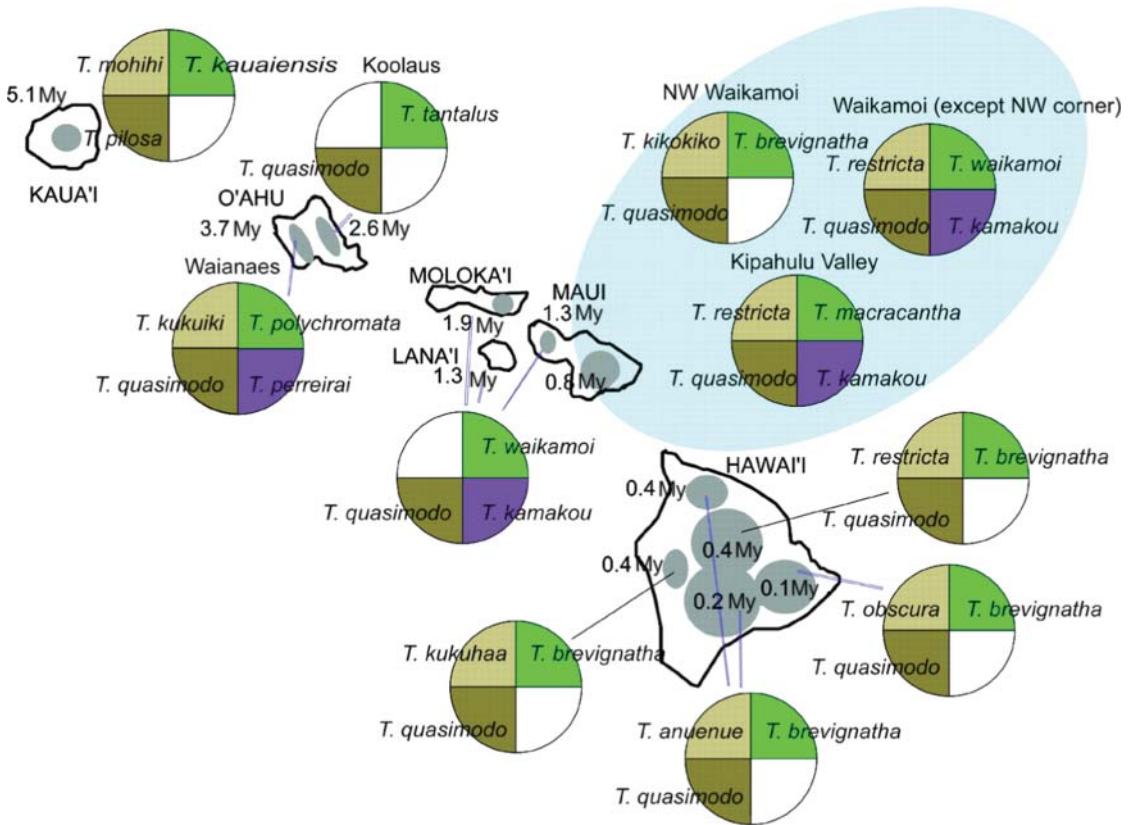 T. mohihi T. kauaiensis
T. pilosa
5.1 My
KAUA'I
Koolaus
T. tantalus
T. quasimodo
O'AHU
3.7 My 2.6 My
Waianaes
T. kukuiki T. polychromata
T. quasimodo T. perreirai
MOLOKA'I
1.9 My
LANA'I
1.3 My
MAUI
1.3 My
0.8 My
T. waikamoi
T. quasimodo T. kamakou
NW Waikamoi
T. kikokiko T. brevignatha
T. quasimodo
Waikamoi (except NW corner)
T. restricta T. waikamoi
T. quasimodo T. kamakou
Kipahulu Valley
T. restricta T. macracantha
T. quasimodo T. kamakou
HAWAI'I
0.4 My
0.4 My
0.4 My
0.2 My
0.1 My
T. restricta T. brevignatha
T. quasimodo
T. obscura T. brevignatha
T. quasimodo
T. kukuhaa T. brevignatha
T. quasimodo
T. anuenue T. brevignatha
T. quasimodo